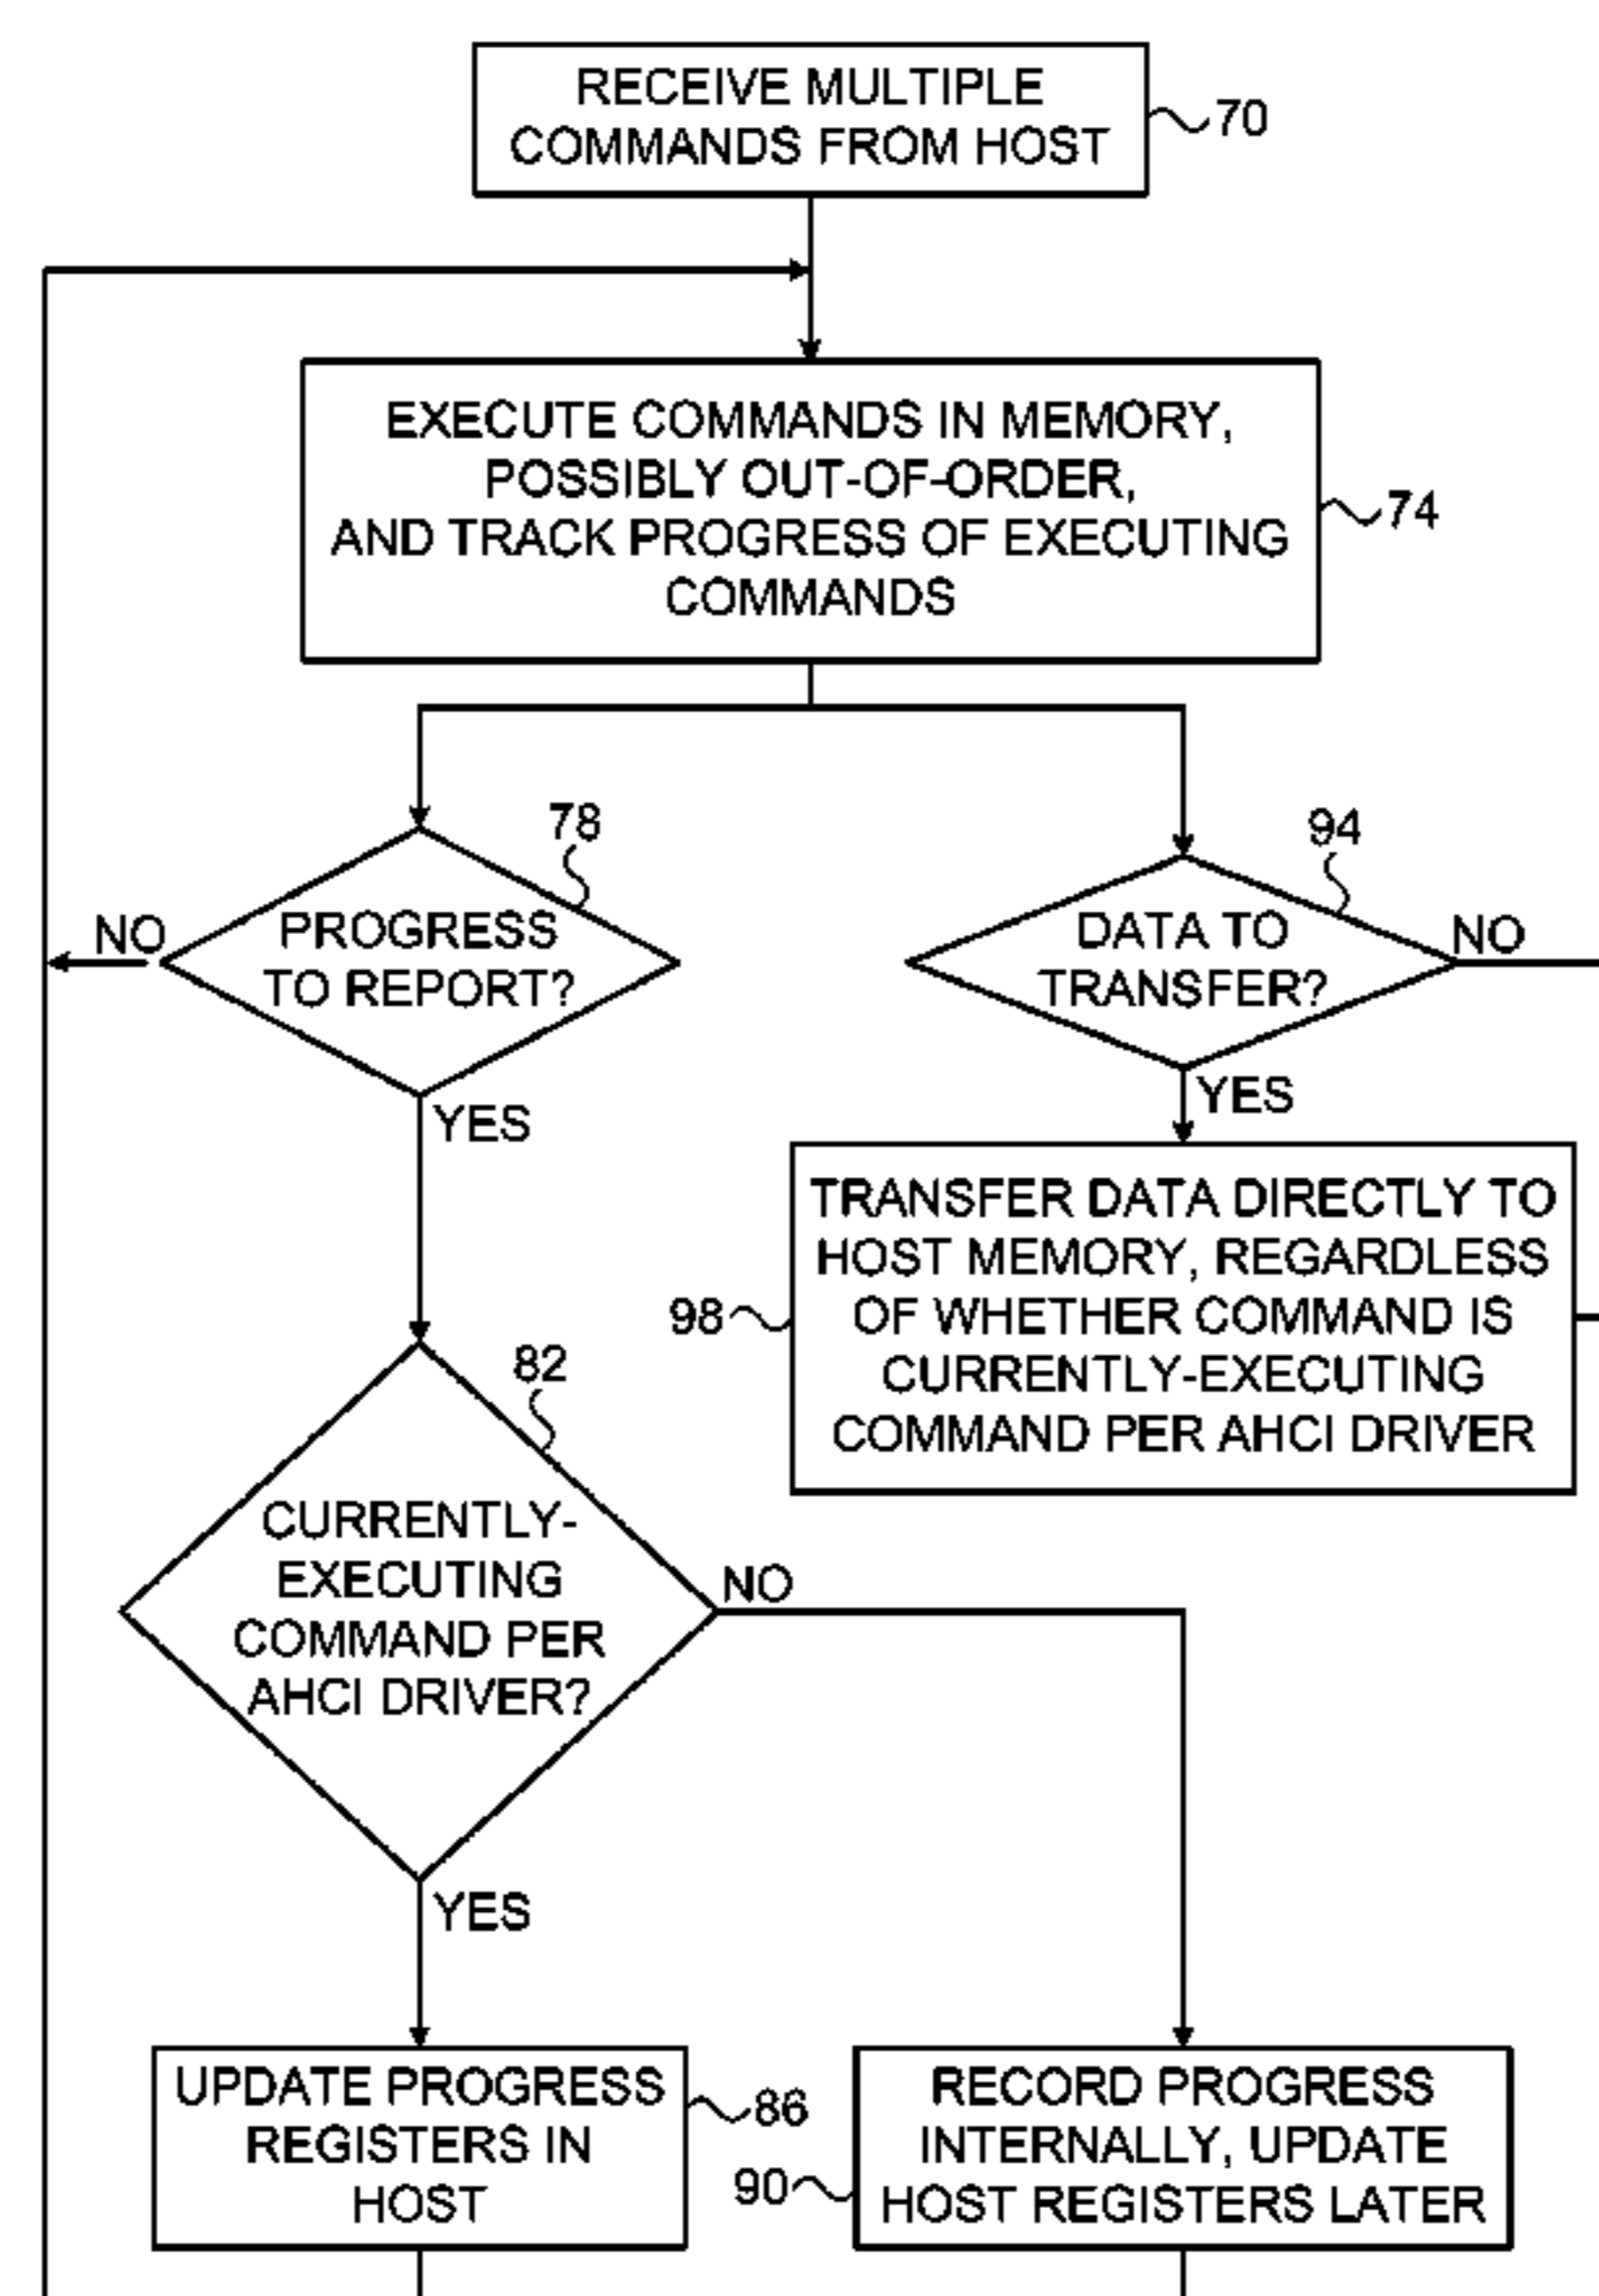 RECEIVE MULTIPLE
COMMANDS FROM HOST
70
EXECUTE COMMANDS IN MEMORY,
POSSIBLY OUT-OF-ORDER,
AND TRACK PROGRESS OF EXECUTING
COMMANDS
74
78
PROGRESS
TO REPORT?
NO
YES
94
DATA TO
TRANSFER?
NO
YES
TRANSFER DATA DIRECTLY TO
HOST MEMORY, REGARDLESS
OF WHETHER COMMAND IS
CURRENTLY-EXECUTING
COMMAND PER AHCI DRIVER
98
82
CURRENTLY-
EXECUTING
COMMAND PER
AHCI DRIVER?
NO
YES
UPDATE PROGRESS
REGISTERS IN
HOST
86
RECORD PROGRESS
INTERNALLY, UPDATE
HOST REGISTERS LATER
90